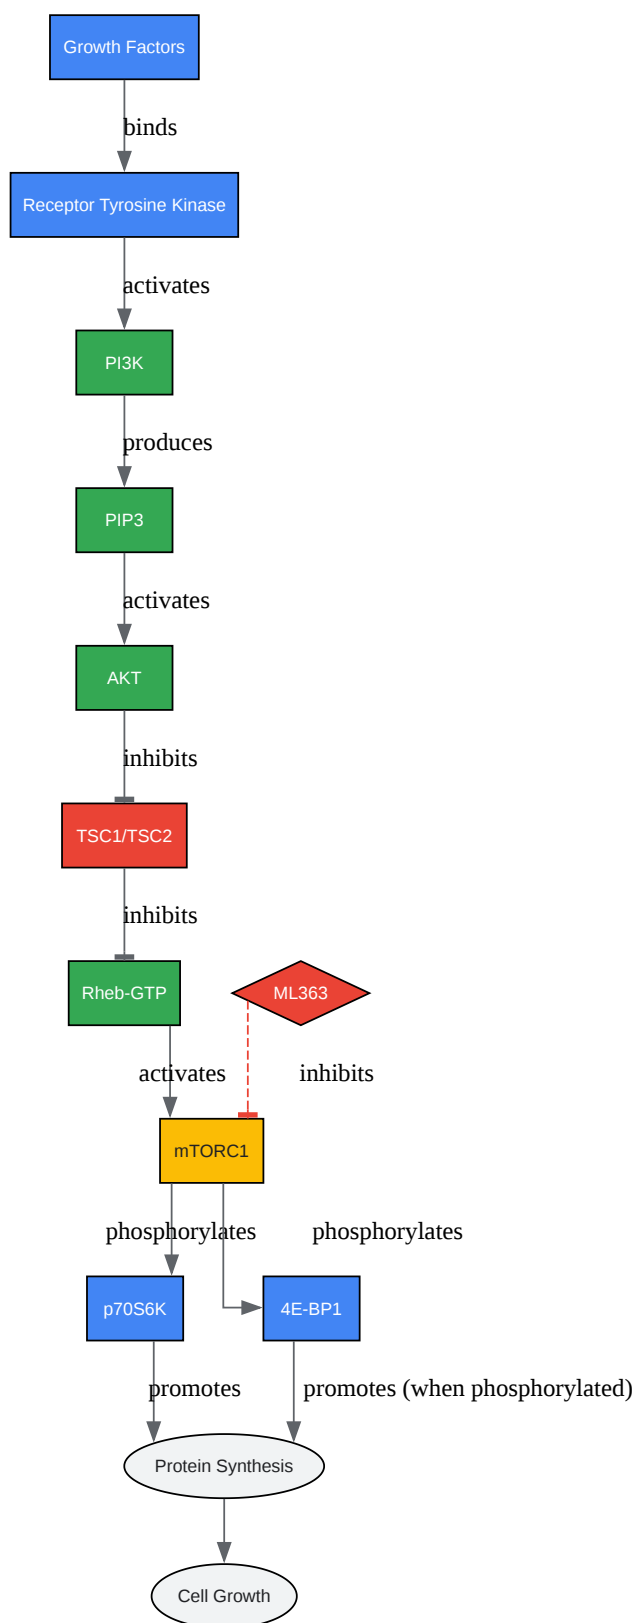 Growth Factors
binds
Receptor Tyrosine Kinase
activates
PI3K
produces
PIP3
activates
AKT
inhibits
TSC1/TSC2
inhibits
Rheb-GTP
ML363
activates
inhibits
mTORC1
phosphorylates
phosphorylates
p70S6K
4E-BP1
promotes
promotes (when phosphorylated)
Protein Synthesis
Cell Growth